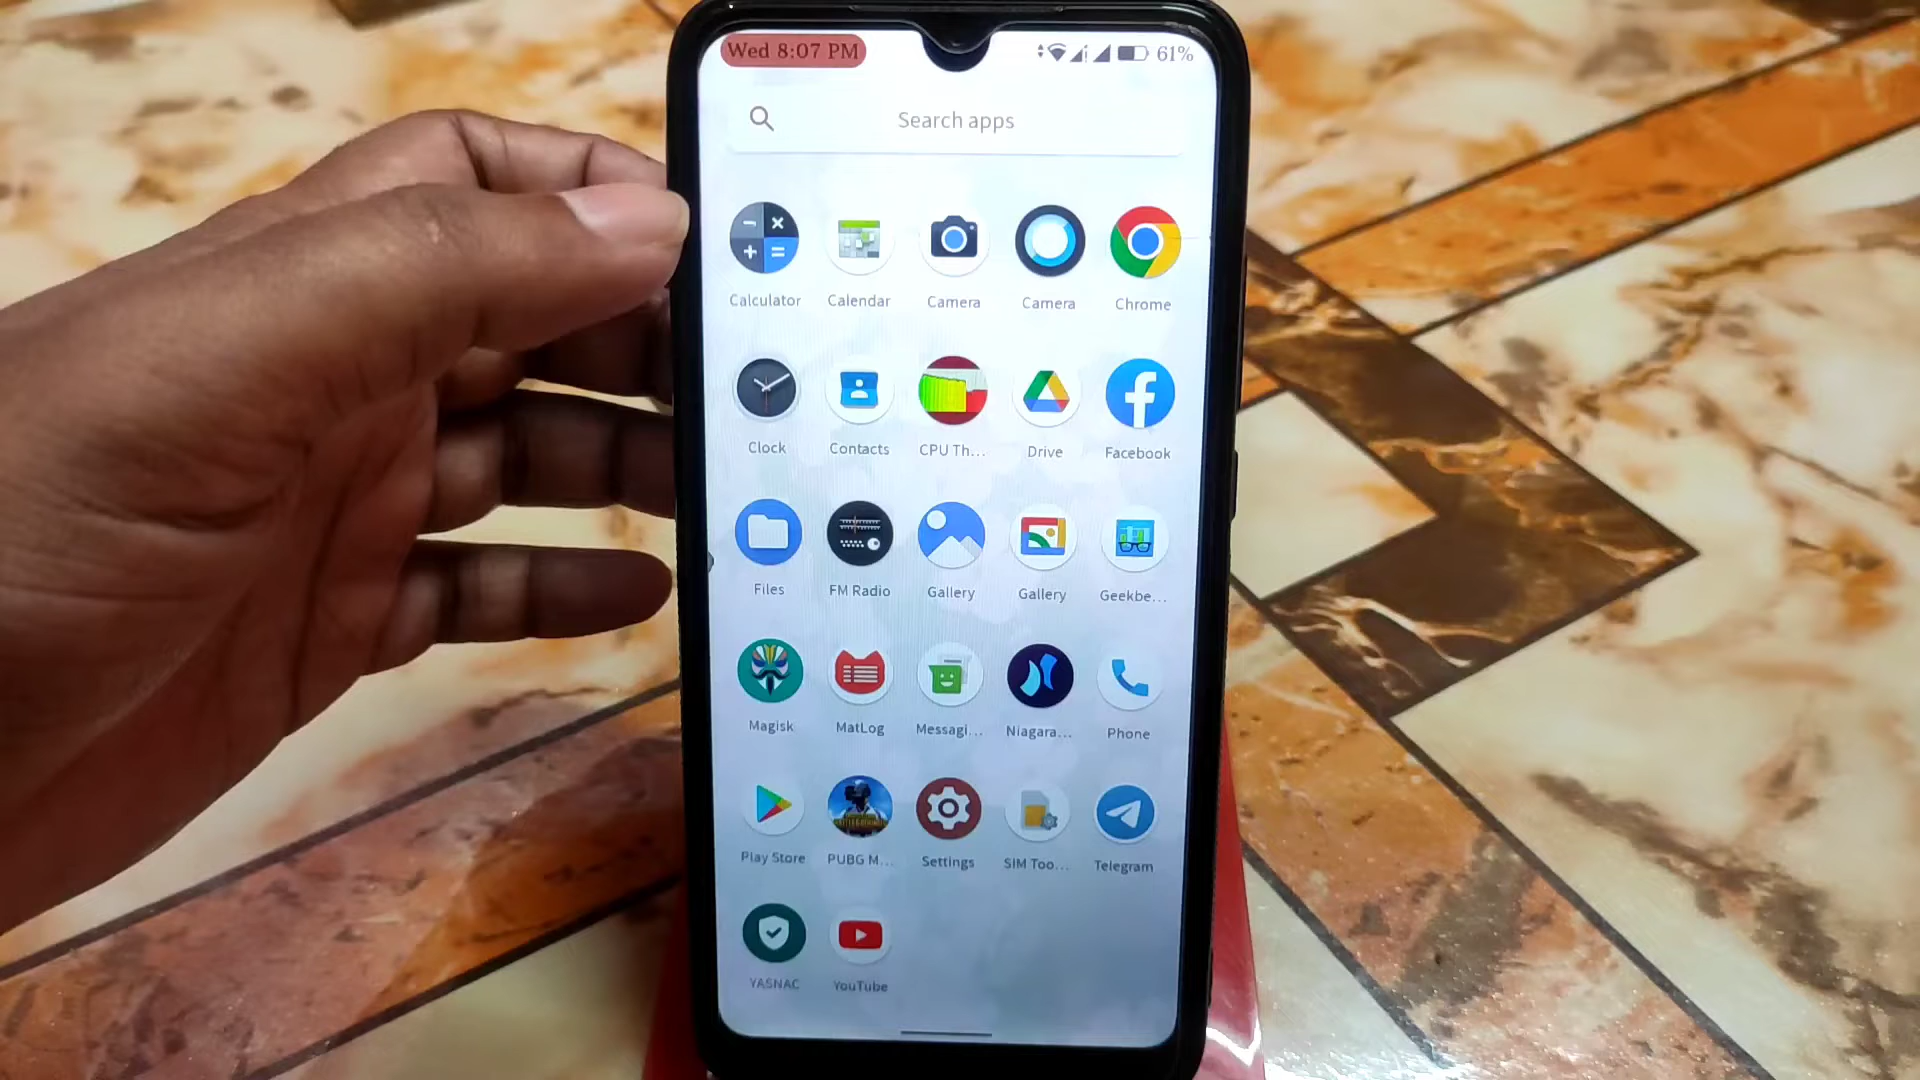 Wed 8:07 PM 61%
Search apps
Calculator Calendar Camera Camera Chrome
Clock Contacts CPU Th... Drive Facebook
Files FM Radio Gallery Gallery Geekbe...
Magisk MatLog Messagi... Niagara... Phone
Play Store PUBG M... Settings SIM Too... Telegram
YASNAC YouTube